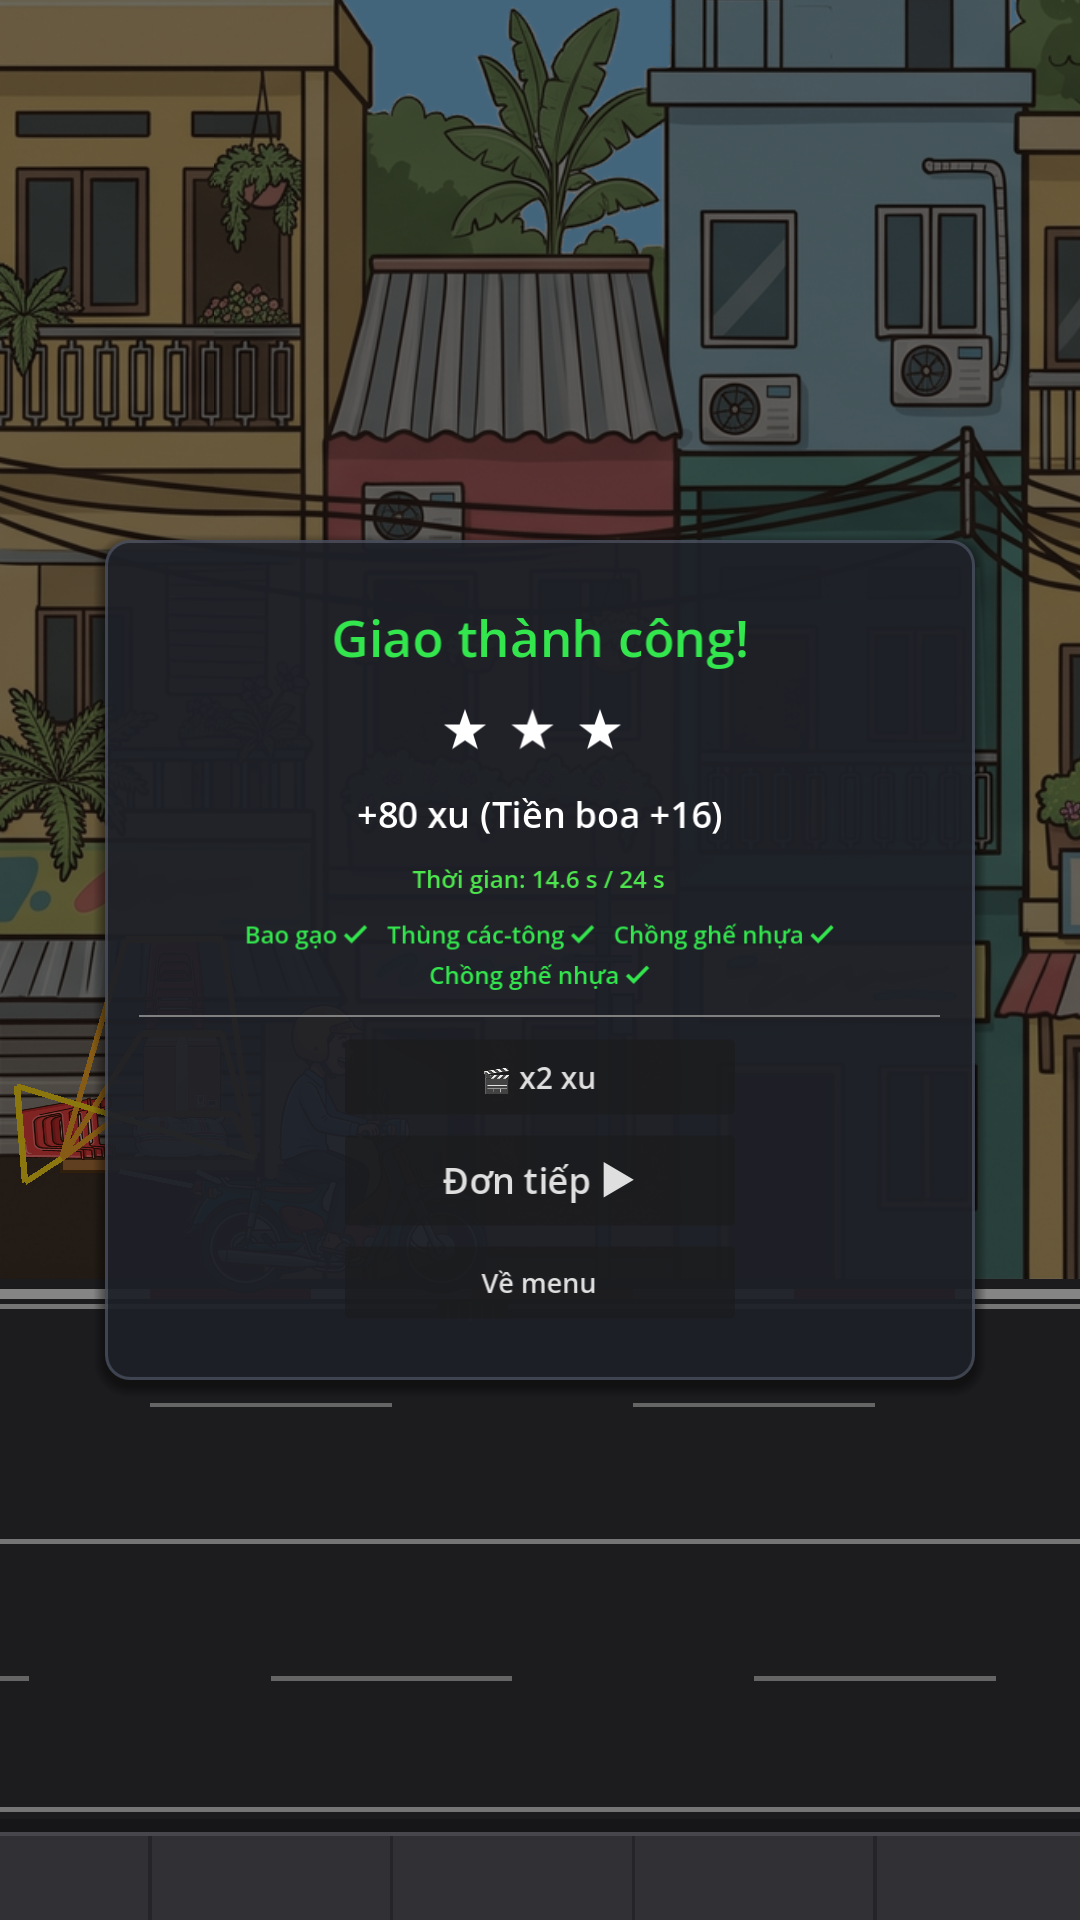 Giao thành công!
★ ★ ★
+80 xu (Tiền boa +16)
Thời gian: 14.6 s / 24 s
Bao gạo ✓ Thùng các-tông ✓ Chồng ghế nhựa ✓
Chồng ghế nhựa ✓
🎬 x2 xu
Đơn tiếp ▶
Về menu